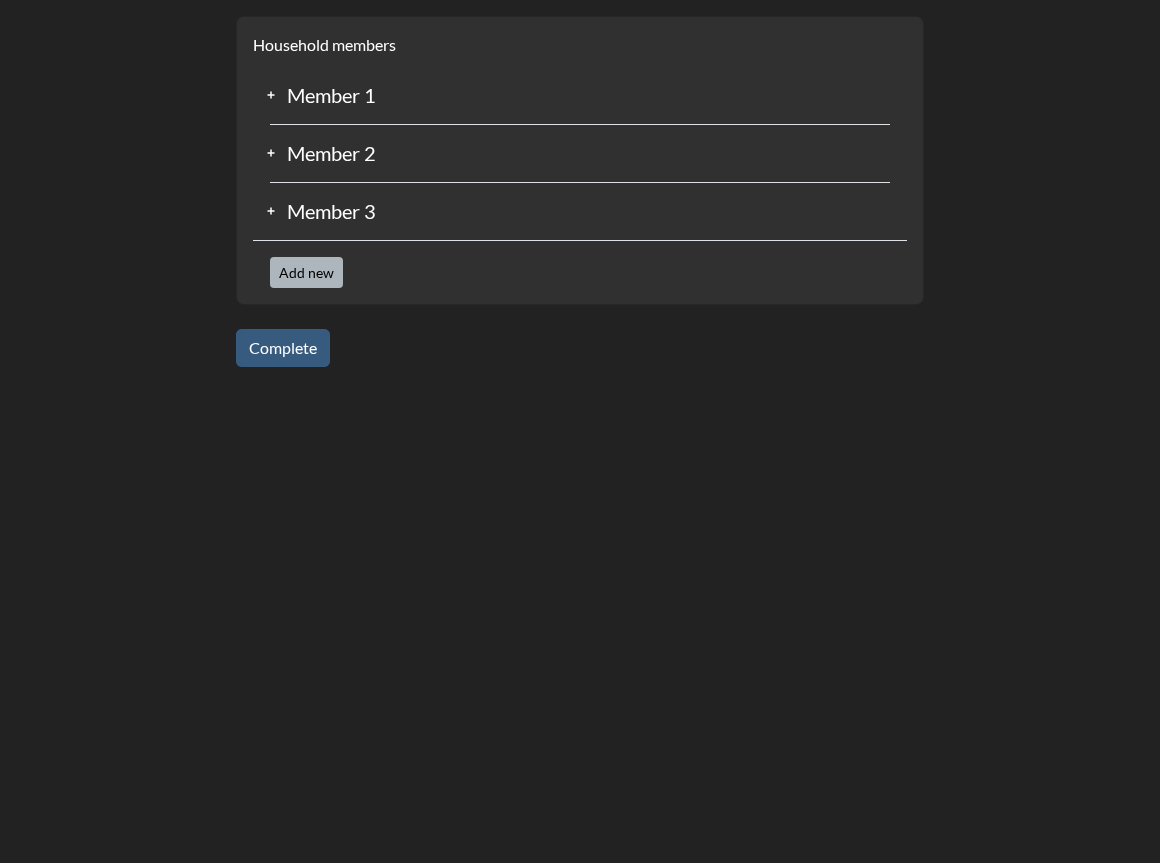 Household members
+ Member 1
+ Member 2
+ Member 3
Add new
Complete